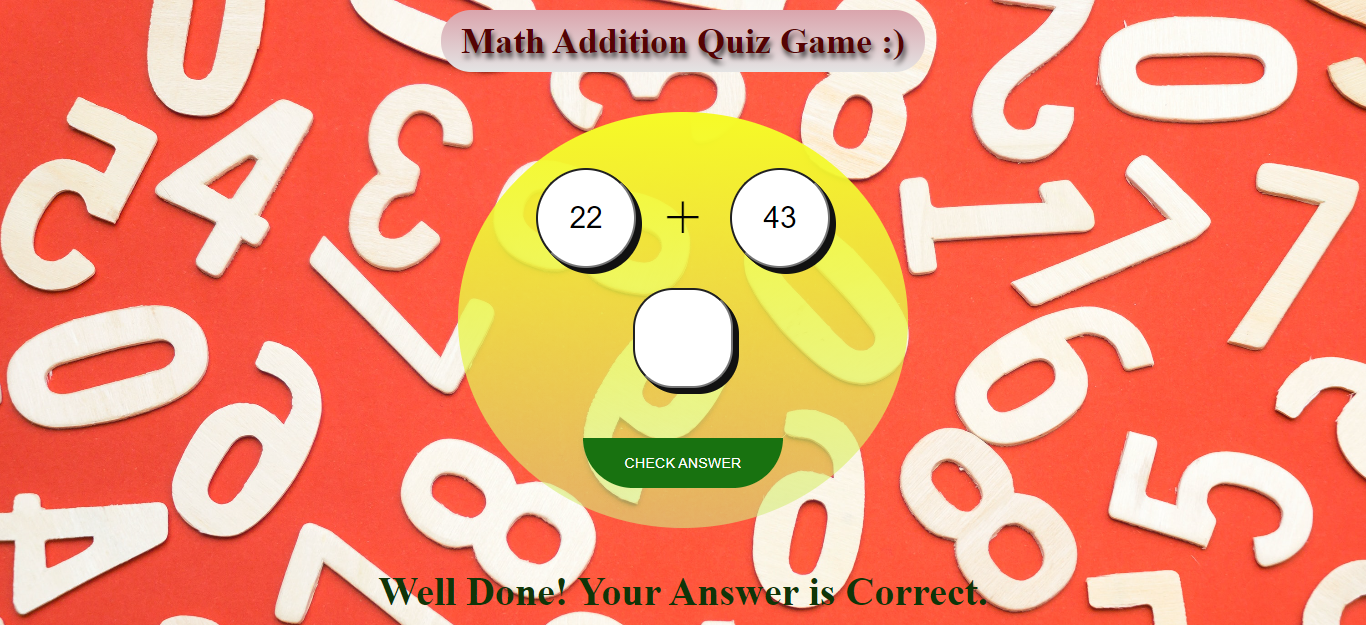 Math Addition Quiz Game :)
22 + 43
CHECK ANSWER
Well Done! Your Answer is Correct.